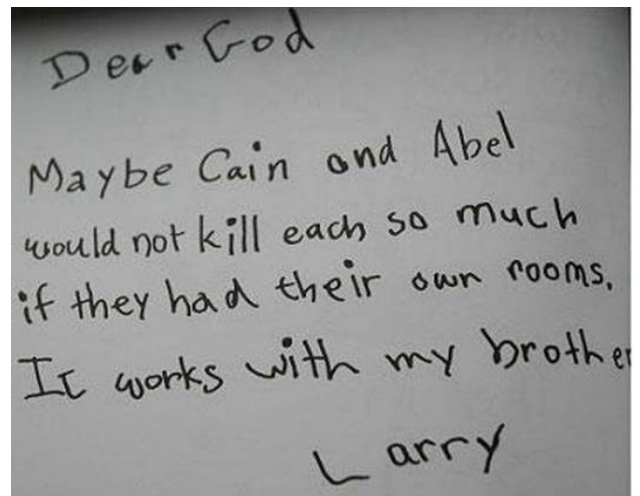 Dear God
Maybe Cain and Abel
would not kill each so much
if they had their own rooms.
It works with my brother
Larry